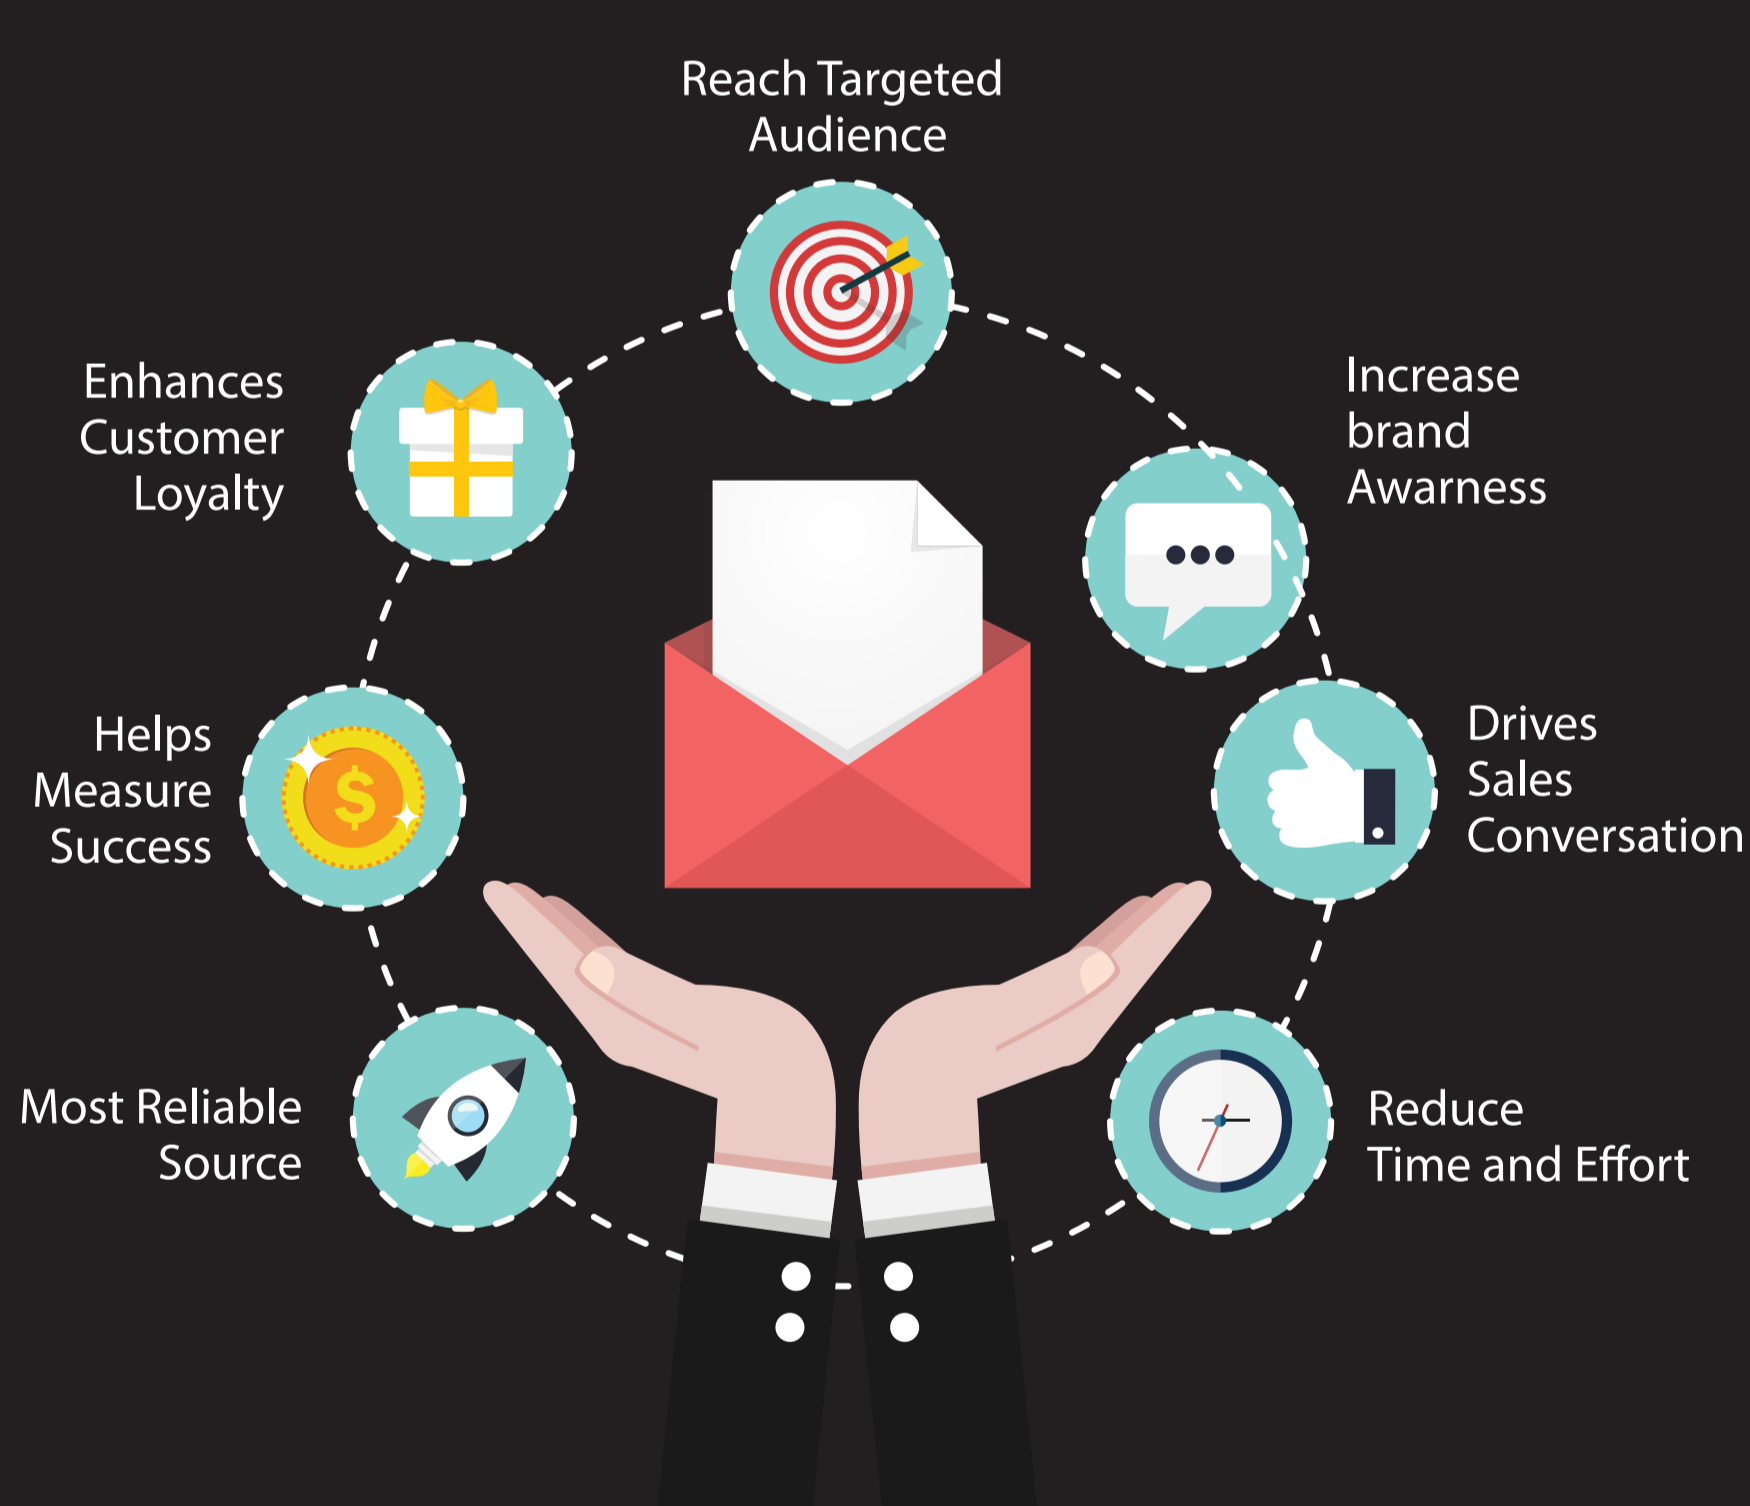 Reach Targeted
Audience
Enhances
Customer
Loyalty
Increase
brand
Awarness
Helps
Measure
Success
$
Drives
Sales
Conversation
Most Reliable
Source
Reduce
Time and Effort